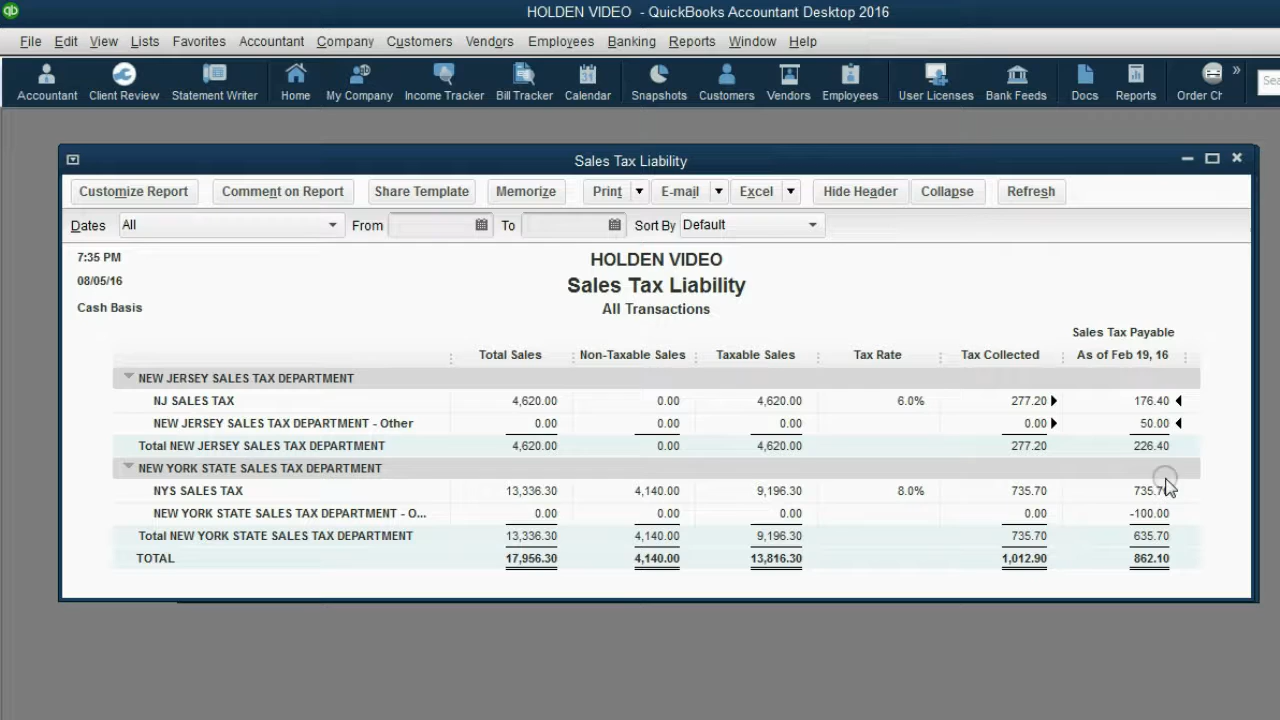 qb HOLDEN VIDEO - QuickBooks Accountant Desktop 2016
File Edit View Lists Favorites Accountant Company Customers Vendors Employees Banking Reports Window Help
Accountant Client Review Statement Writer Home My Company Income Tracker Bill Tracker Calendar Snapshots Customers Vendors Employees User Licenses Bank Feeds Docs Reports Order Ch » Sea
Sales Tax Liability
Customize Report Comment on Report Share Template Memorize Print E-mail Excel Hide Header Collapse Refresh
Dates All From To Sort By Default
7:35 PM HOLDEN VIDEO
08/05/16 Sales Tax Liability
Cash Basis All Transactions
Sales Tax Payable
Total Sales Non-Taxable Sales Taxable Sales Tax Rate Tax Collected As of Feb 19, 16
NEW JERSEY SALES TAX DEPARTMENT
NJ SALES TAX 4,620.00 0.00 4,620.00 6.0% 277.20 176.40
NEW JERSEY SALES TAX DEPARTMENT - Other 0.00 0.00 0.00 0.00 50.00
Total NEW JERSEY SALES TAX DEPARTMENT 4,620.00 0.00 4,620.00 277.20 226.40
NEW YORK STATE SALES TAX DEPARTMENT
NYS SALES TAX 13,336.30 4,140.00 9,196.30 8.0% 735.70 735.70
NEW YORK STATE SALES TAX DEPARTMENT - O... 0.00 0.00 0.00 0.00 -100.00
Total NEW YORK STATE SALES TAX DEPARTMENT 13,336.30 4,140.00 9,196.30 735.70 635.70
TOTAL 17,956.30 4,140.00 13,816.30 1,012.90 862.10